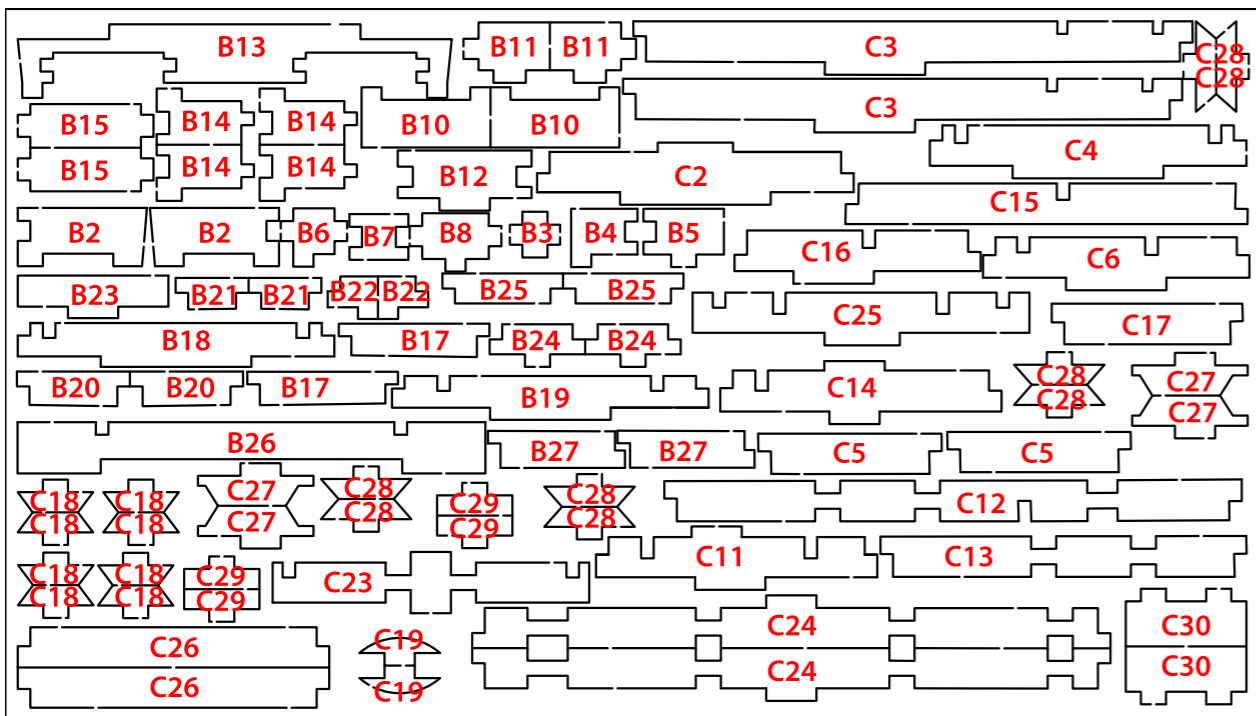 B13 B11 B11 C3 C28
C28
C3
B15 B14 B14 B10 B10 C4
B15 B14 B14 B12 C2
C15
B2 B2 B6 B7 B8 B3 B4 B5 C16 C6
B23 B21 B21 B22 B22 B25 B25 C25 C17
B18 B17 B24 B24
B20 B20 B17 B19 C14 C28 C27
C28 C27
B26 B27 B27 C5 C5
C18 C18 C27 C28 C29 C28 C12
C18 C18 C27 C28 C29 C28
C11 C13
C18 C18 C29 C23
C18 C18 C29
C26 C19 C24 C30
C26 C19 C24 C30